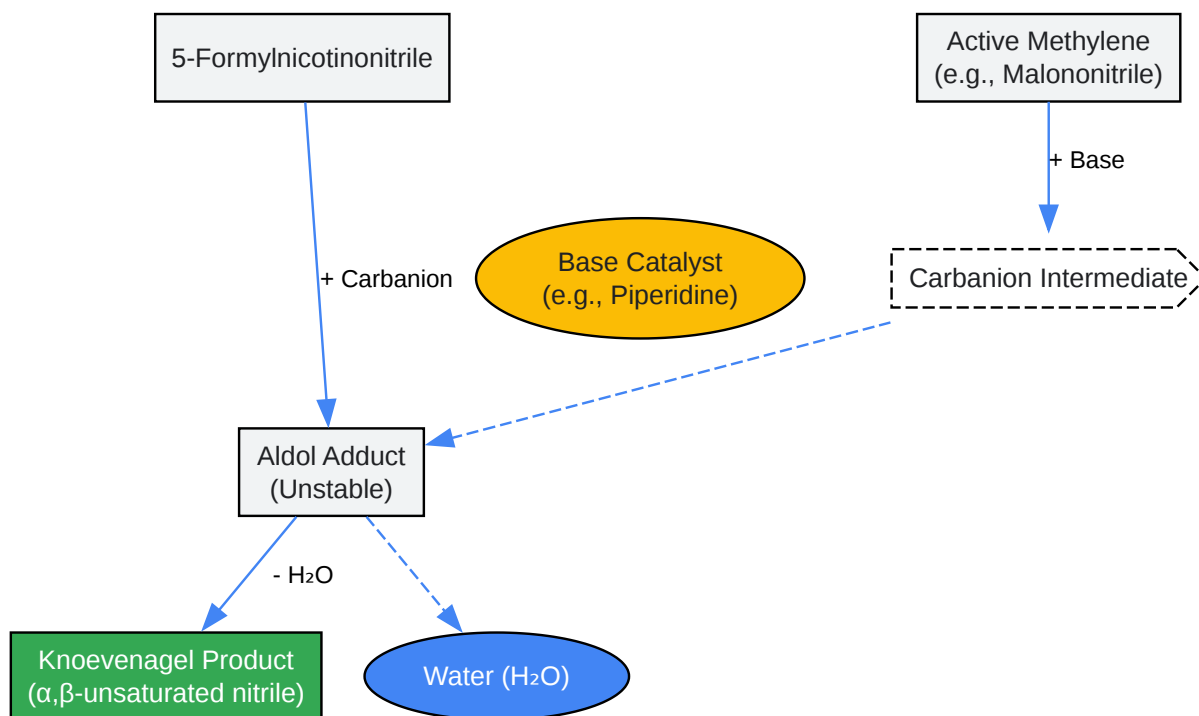 5-Formylnicotinonitrile
Active Methylene
(e.g., Malononitrile)
+ Base
+ Carbanion
Base Catalyst
(e.g., Piperidine)
Carbanion Intermediate
Aldol Adduct
(Unstable)
- H₂O
Knoevenagel Product
(α,β-unsaturated nitrile)
Water (H₂O)